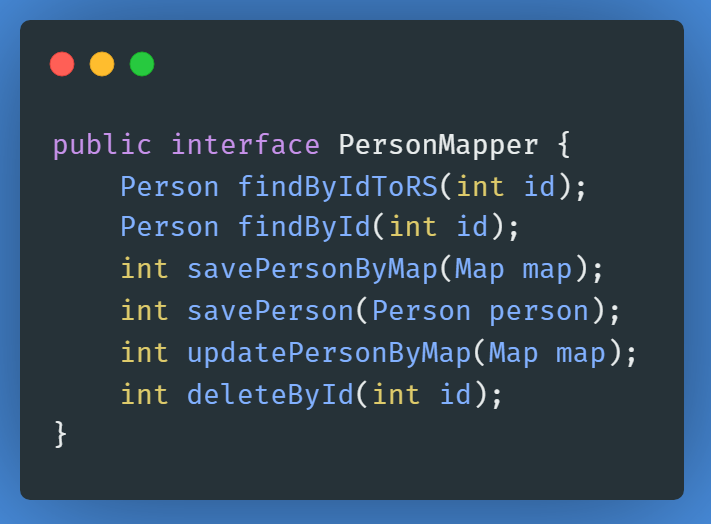 public interface PersonMapper {
    Person findByIdToRS(int id);
    Person findById(int id);
    int savePersonByMap(Map map);
    int savePerson(Person person);
    int updatePersonByMap(Map map);
    int deleteById(int id);
}